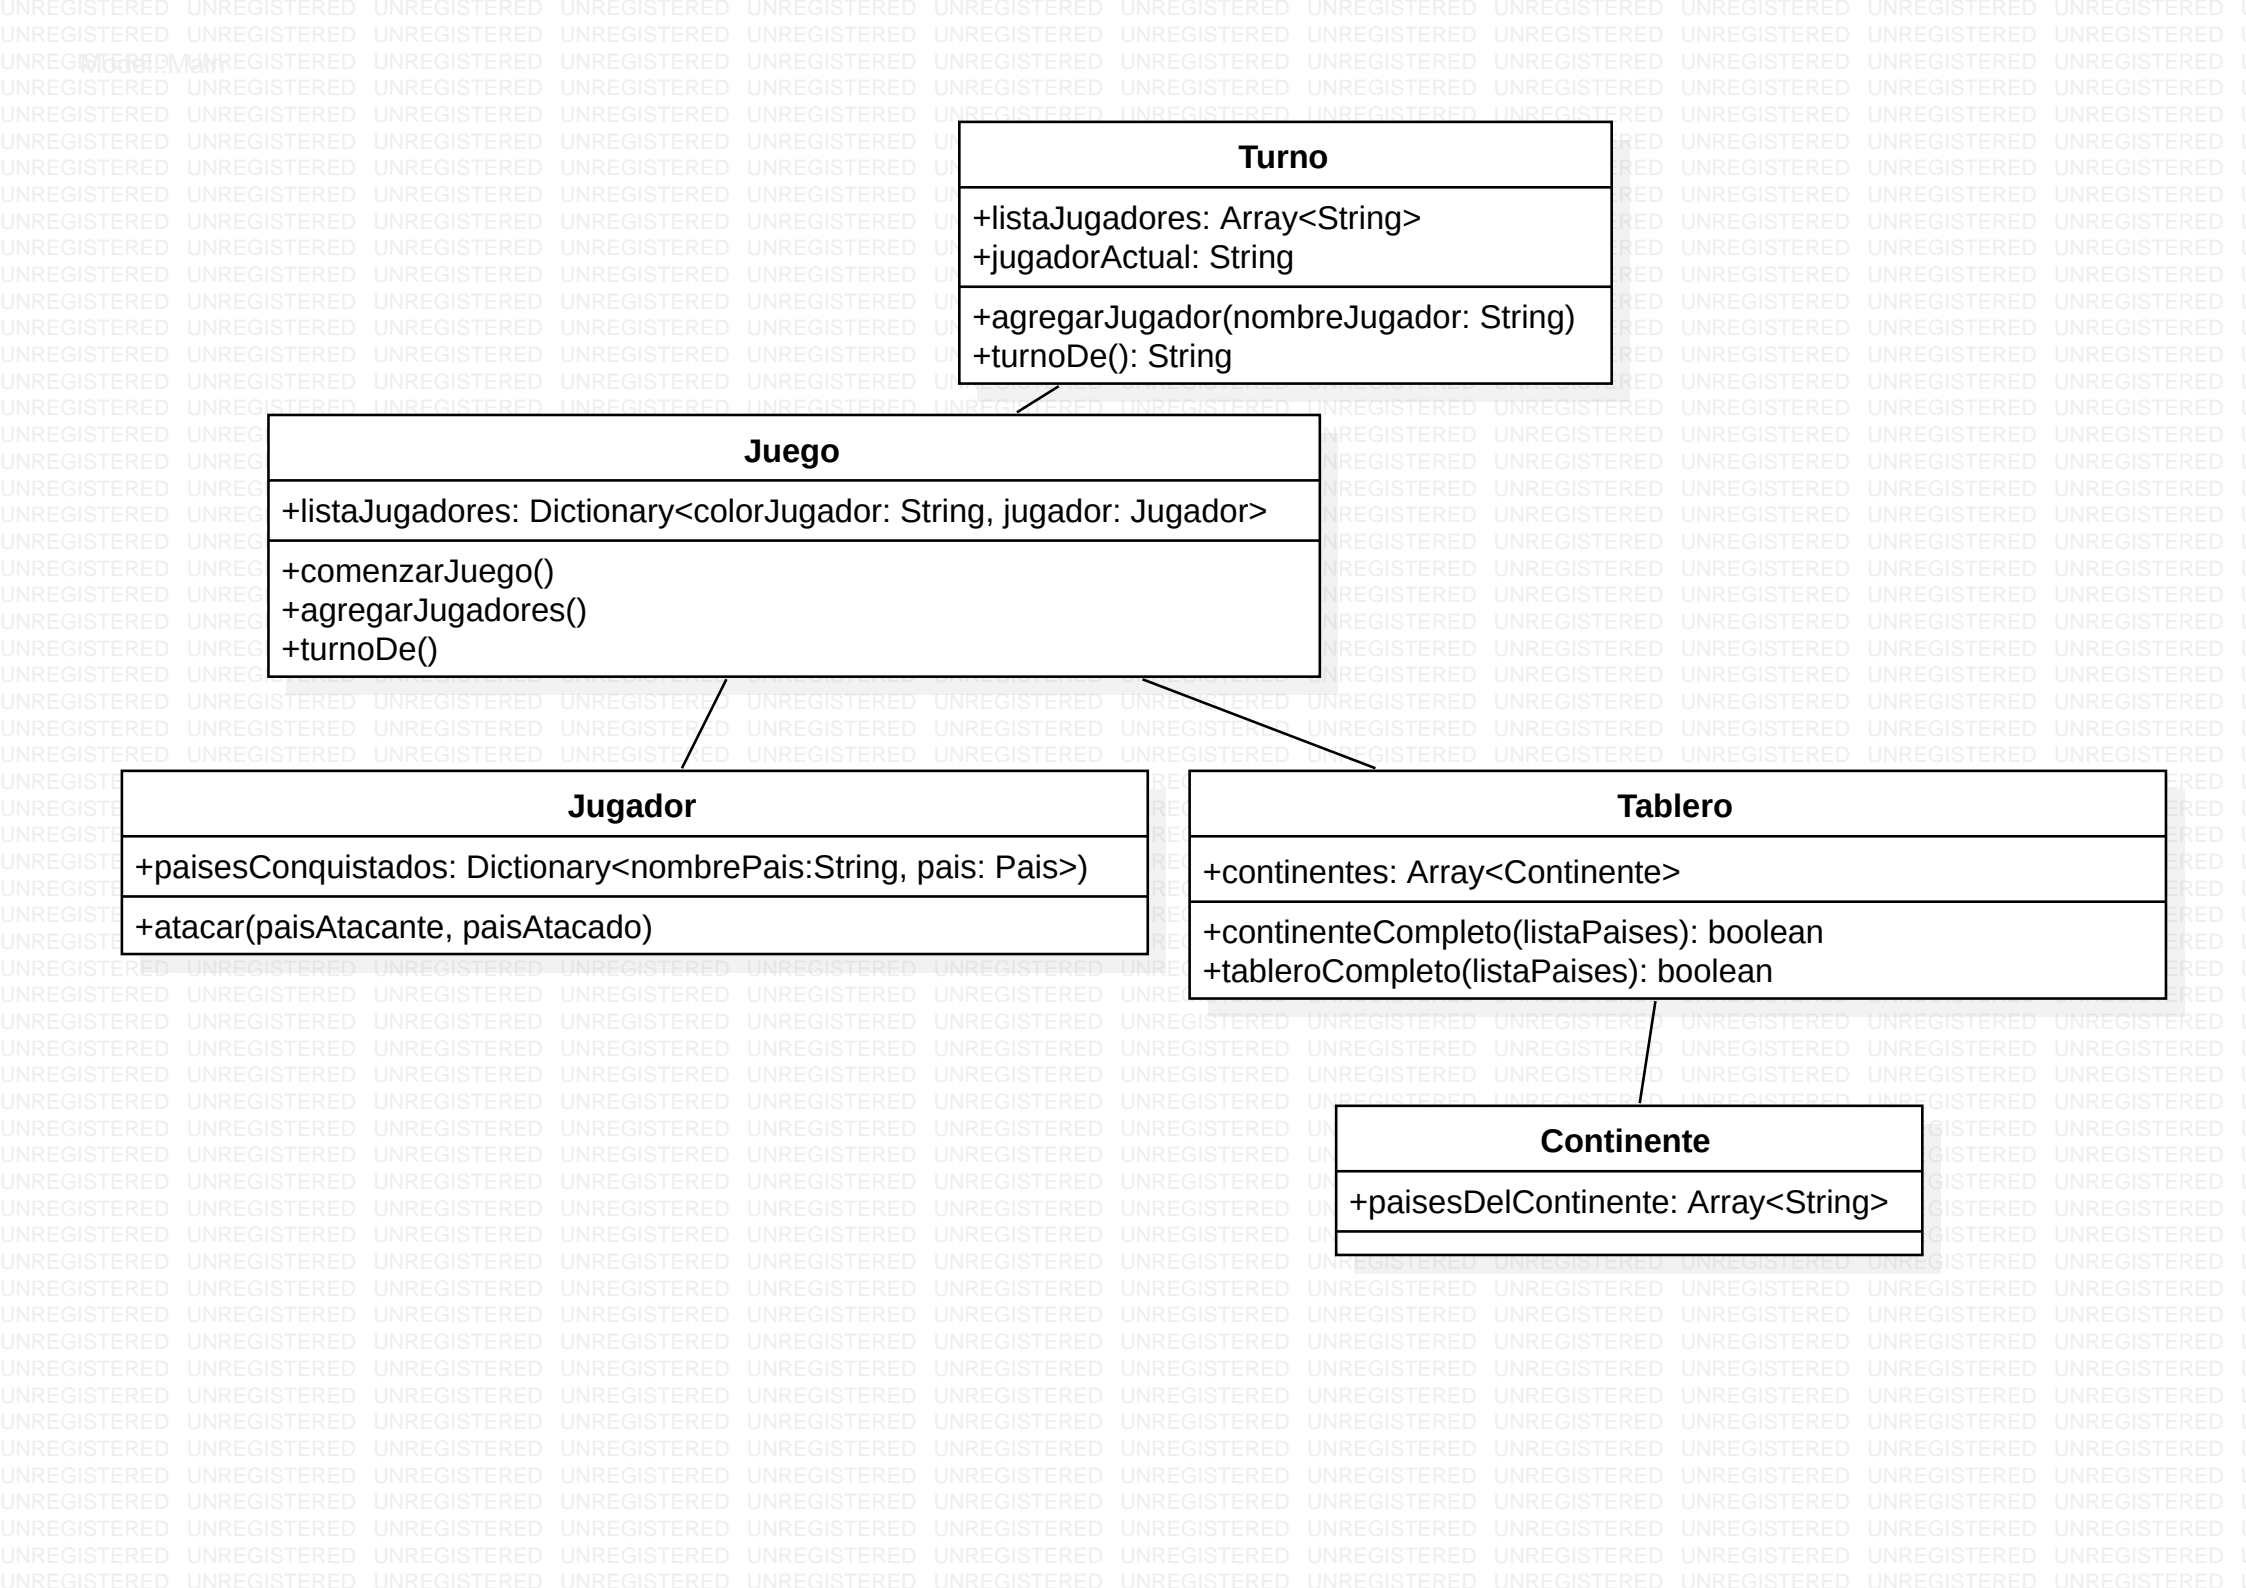 Model::Main
Turno
+listaJugadores: Array<String>
+jugadorActual: String
+agregarJugador(nombreJugador: String)
+turnoDe(): String
Juego
+listaJugadores: Dictionary<colorJugador: String, jugador: Jugador>
+comenzarJuego()
+agregarJugadores()
+turnoDe()
Jugador
+paisesConquistados: Dictionary<nombrePais:String, pais: Pais>)
+atacar(paisAtacante, paisAtacado)
Tablero
+continentes: Array<Continente>
+continenteCompleto(listaPaises): boolean
+tableroCompleto(listaPaises): boolean
Continente
+paisesDelContinente: Array<String>
UNREGISTERED